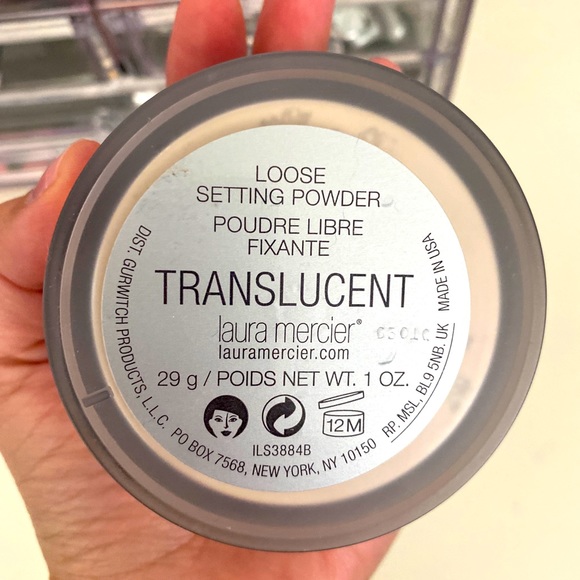 LOOSE
SETTING POWDER
POUDRE LIBRE
FIXANTE
TRANSLUCENT
laura mercier®
lauramercier.com
29 g / POIDS NET WT. 1 OZ.
12M
ILS3884B
DIST. GURWITCH PRODUCTS, L.L.C. PO BOX 7568, NEW YORK, NY 10150 RP. MSL, BL9 5NB, UK MADE IN USA